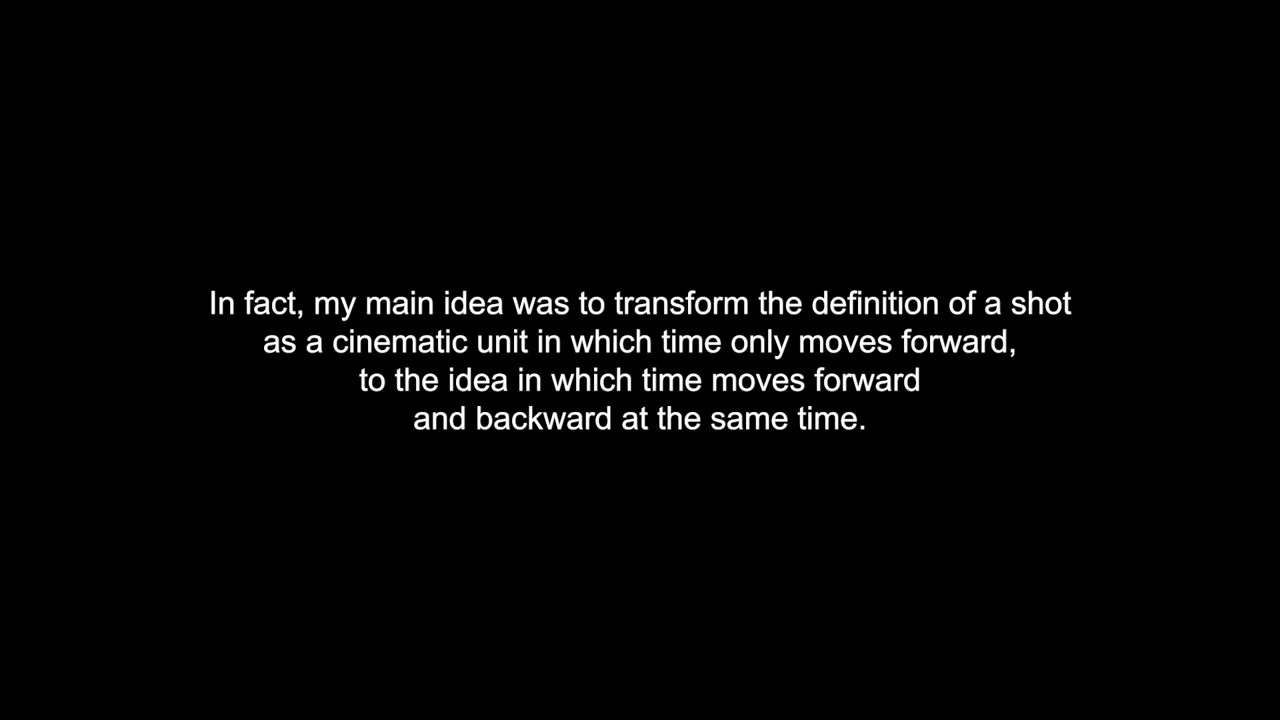 In fact, my main idea was to transform the definition of a shot
as a cinematic unit in which time only moves forward,
to the idea in which time moves forward
and backward at the same time.